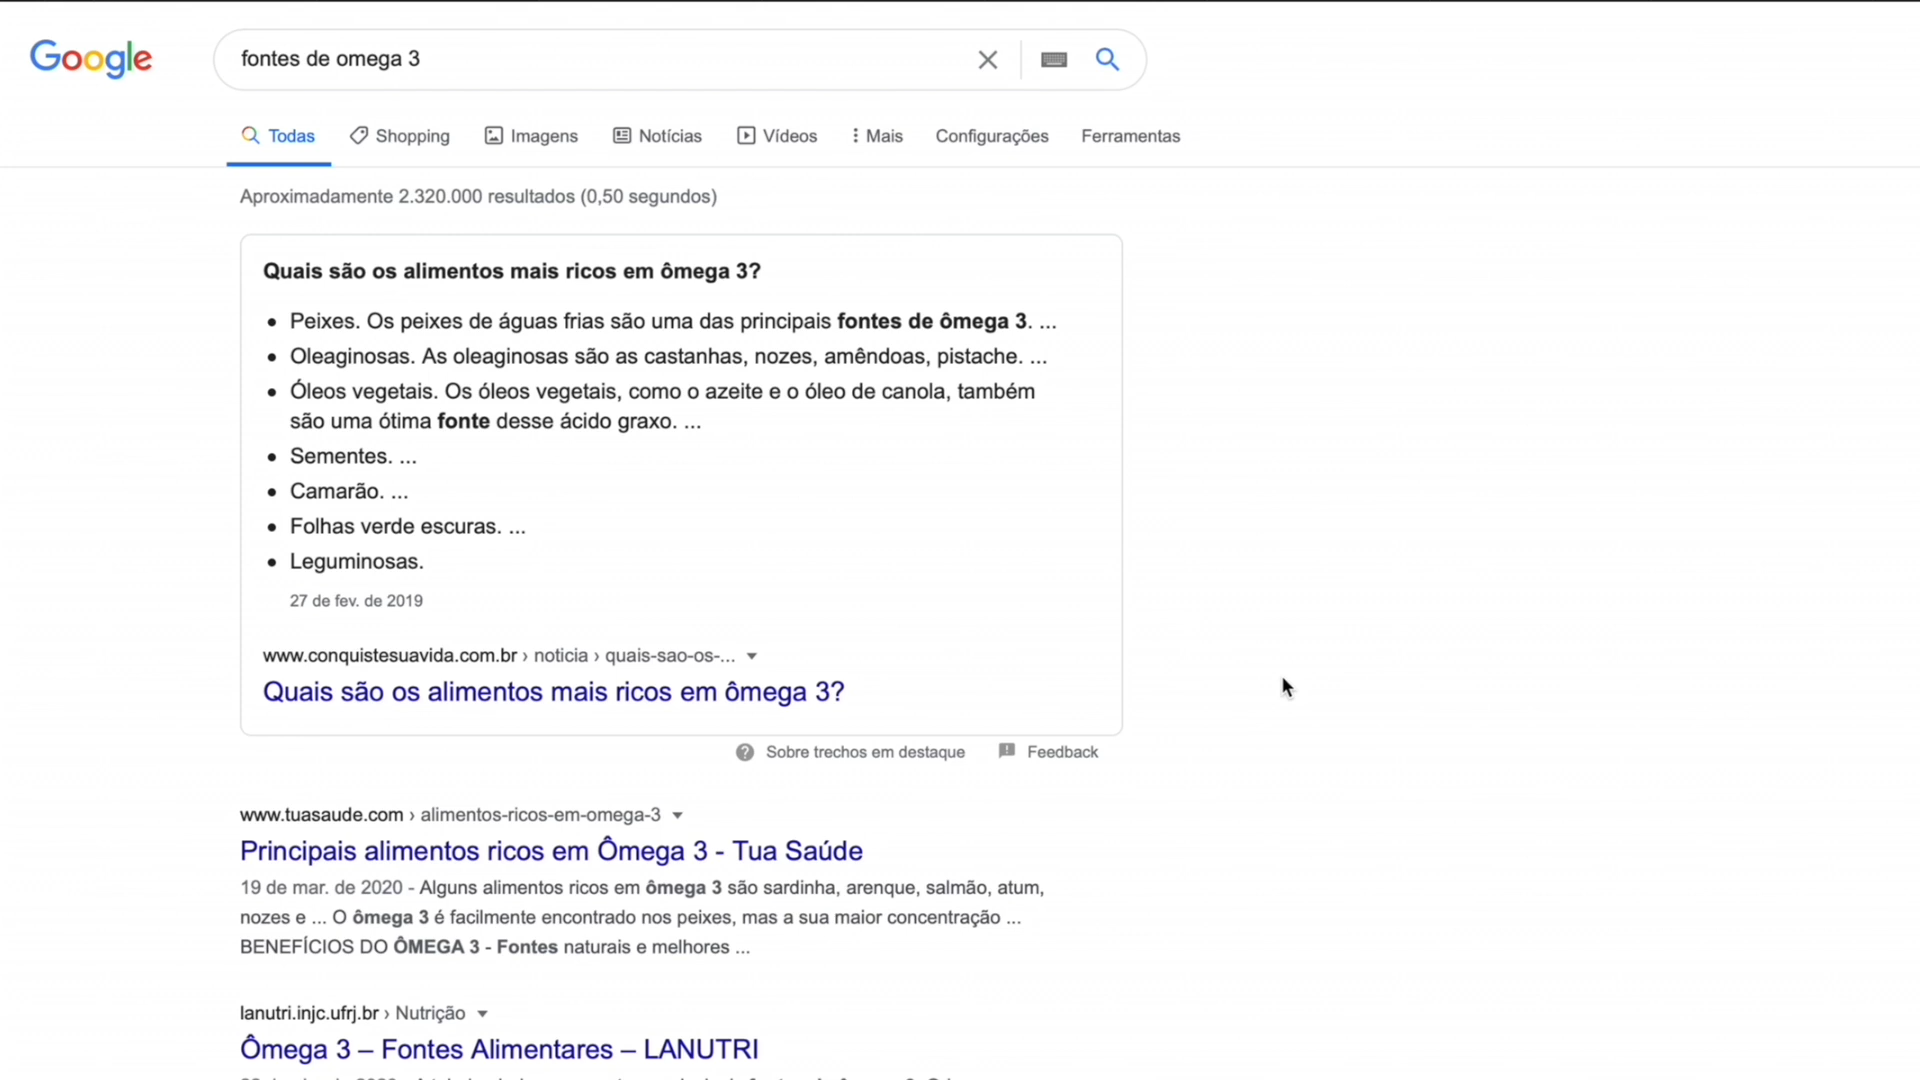 Google
fontes de omega 3
Todas Shopping Imagens Notícias Vídeos Mais Configurações Ferramentas
Aproximadamente 2.320.000 resultados (0,50 segundos)
Quais são os alimentos mais ricos em ômega 3?
• Peixes. Os peixes de águas frias são uma das principais fontes de ômega 3. ...
• Oleaginosas. As oleaginosas são as castanhas, nozes, amêndoas, pistache. ...
• Óleos vegetais. Os óleos vegetais, como o azeite e o óleo de canola, também
são uma ótima fonte desse ácido graxo. ...
• Sementes. ...
• Camarão. ...
• Folhas verde escuras. ...
• Leguminosas.
27 de fev. de 2019
www.conquistesuavida.com.br › noticia › quais-sao-os-...
Quais são os alimentos mais ricos em ômega 3?
Sobre trechos em destaque Feedback
www.tuasaude.com › alimentos-ricos-em-omega-3
Principais alimentos ricos em Ômega 3 - Tua Saúde
19 de mar. de 2020 - Alguns alimentos ricos em ômega 3 são sardinha, arenque, salmão, atum,
nozes e ... O ômega 3 é facilmente encontrado nos peixes, mas a sua maior concentração ...
BENEFÍCIOS DO ÔMEGA 3 - Fontes naturais e melhores ...
lanutri.injc.ufrj.br › Nutrição
Ômega 3 – Fontes Alimentares – LANUTRI